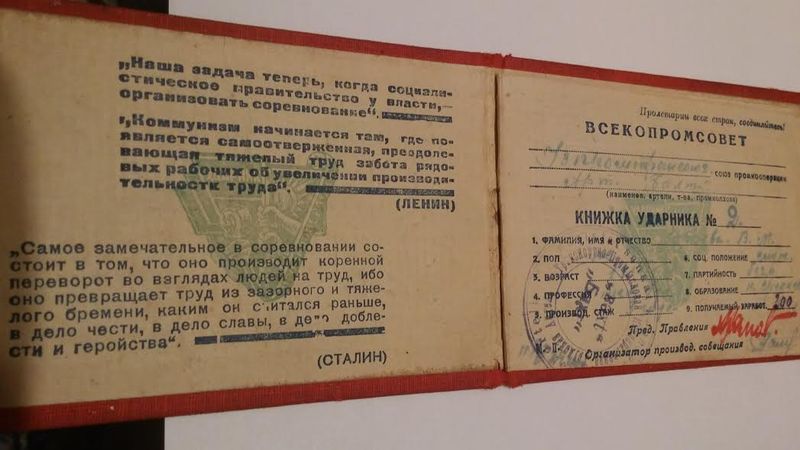 „Наша задача теперь, когда социали-
стическое правительство у власти,—
организовать соревнование“.
„Коммунизм начинается там, где по-
является самоотверженная, преодоле-
вающая тяжелый труд забота рядо-
вых рабочих об увеличении производи-
тельности труда“.
(ЛЕНИН)
„Самое замечательное в соревновании со-
стоит в том, что оно производит коренной
переворот во взглядах людей на труд, ибо
оно превращает труд из зазорного и тяже-
лого бремени, каким он считался раньше,
в дело чести, в дело славы, в дело добле-
сти и геройства“.
(СТАЛИН)
Пролетарии всех стран, соединяйтесь!
ВСЕКОПРОМСОВЕТ
союз промкооперации
(наименов. артели, т-ва, промколхоза)
КНИЖКА УДАРНИКА № 2
1. ФАМИЛИЯ, ИМЯ и ОТЧЕСТВО
2. ПОЛ
3. ВОЗРАСТ
4. ПРОФЕССИЯ
5. ПРОИЗВОД. СТАЖ
6. СОЦ. ПОЛОЖЕНИЕ
7. ПАРТИЙНОСТЬ
8. ОБРАЗОВАНИЕ
9. ПОЛУЧАЕМЫЙ ЗАРАБОТ. 200
Пред. Правления
М. П. Организатор производ. совещания